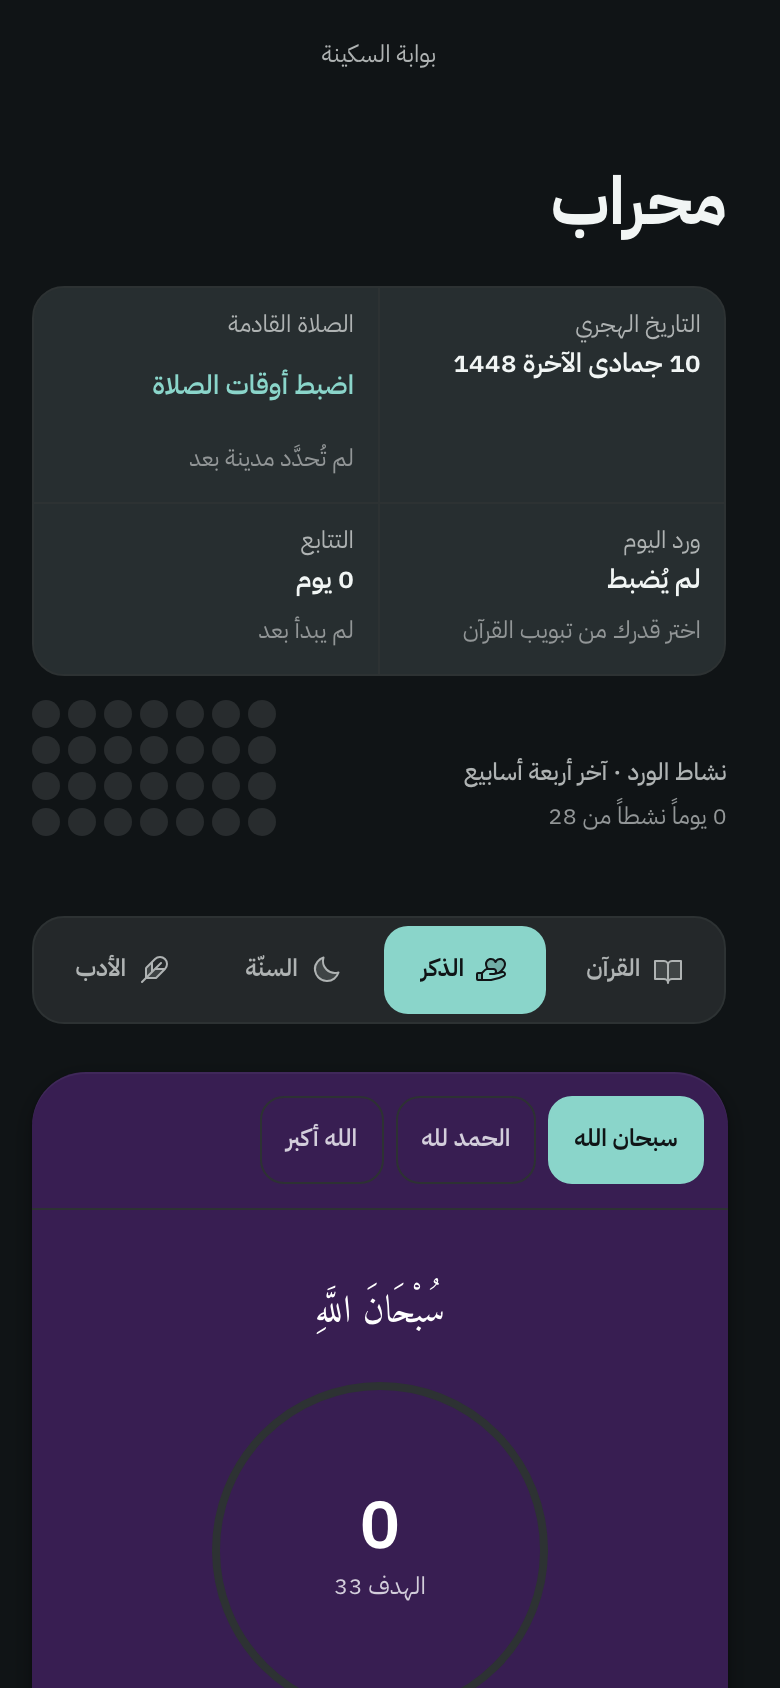 بوابة السكينة
محراب
التاريخ الهجري
10 جمادى الآخرة 1448
الصلاة القادمة
اضبط أوقات الصلاة
لم تُحدَّد مدينة بعد
ورد اليوم
لم يُضبط
اختر قدرك من تبويب القرآن
التتابع
0 يوم
لم يبدأ بعد
نشاط الورد · آخر أربعة أسابيع
0 يوماً نشطاً من 28
القرآن
الذكر
السنّة
الأدب
سبحان الله
الحمد لله
الله أكبر
سُبْحَانَ اللَّهِ
0
الهدف 33